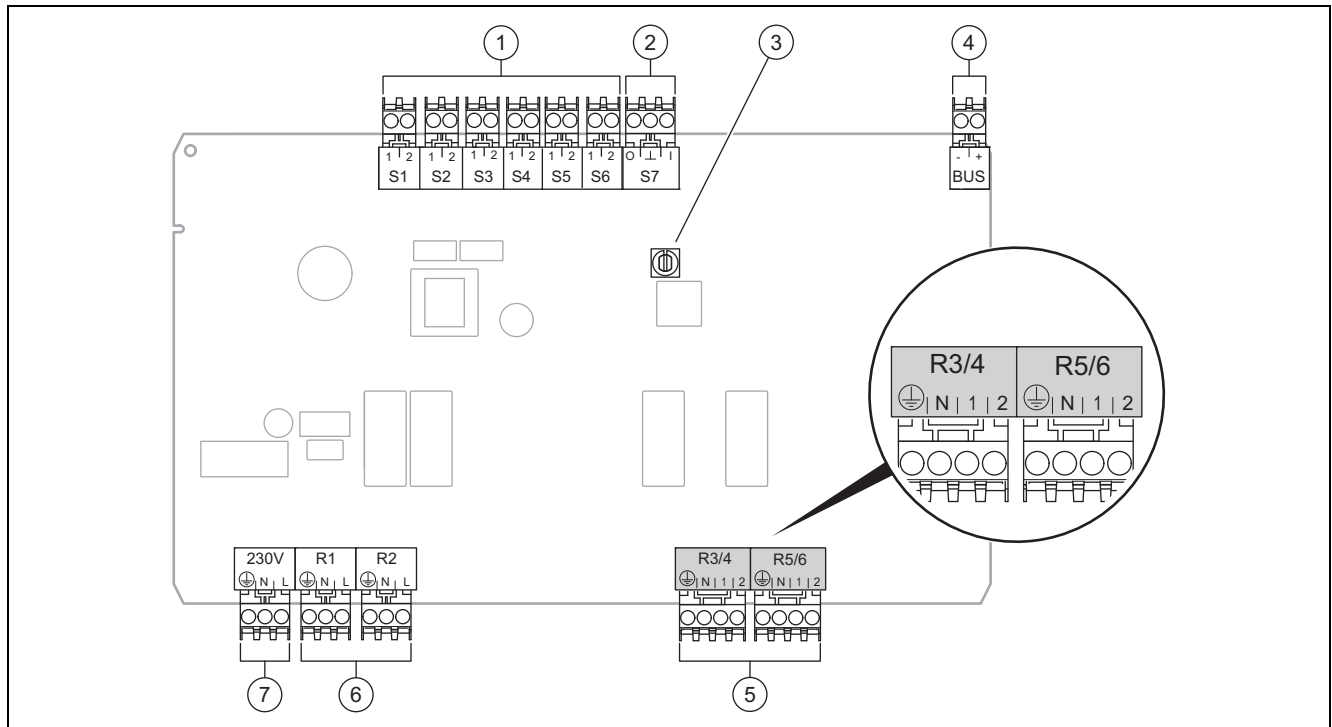 1 2 3 4
1 2 1 2 1 2 1 2 1 2 1 2 O ⊥ I - +
S1 S2 S3 S4 S5 S6 S7 BUS
R3/4 R5/6
N | 1 | 2 N | 1 | 2
230V R1 R2 R3/4 R5/6
N L N L N L N | 1 | 2 N | 1 | 2
7 6 5